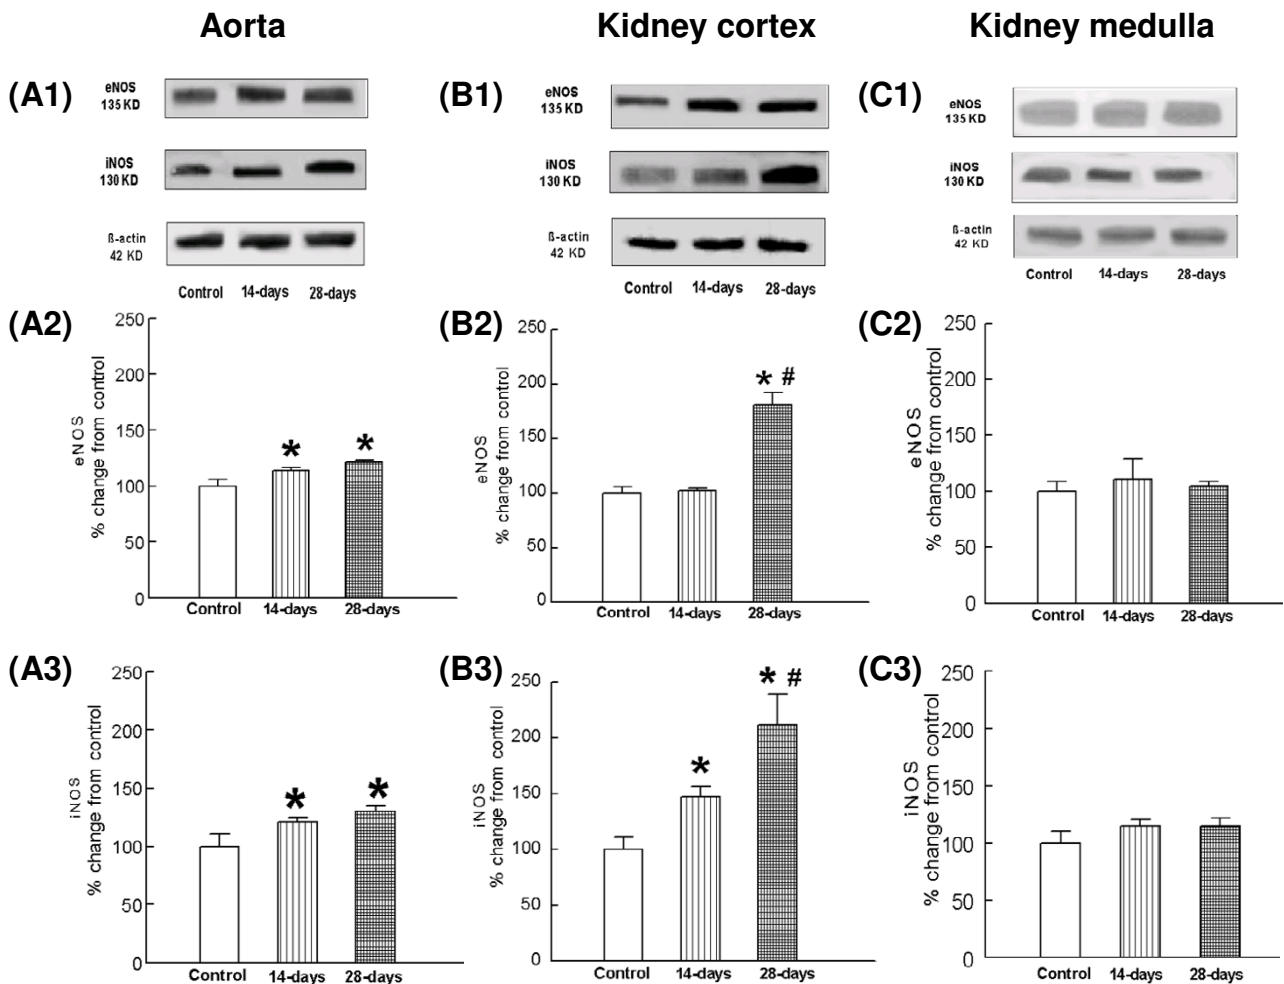 Aorta
Kidney cortex
Kidney medulla
(A1)
eNOS
135 KD
iNOS
130 KD
ß-actin
42 KD
Control 14-days 28-days
(B1)
eNOS
135 KD
iNOS
130 KD
ß-actin
42 KD
Control 14-days 28-days
(C1)
eNOS
135 KD
iNOS
130 KD
ß-actin
42 KD
Control 14-days 28-days
(A2)
eNOS
% change from control
250
200
150
100
50
0
*
*
Control 14-days 28-days
(B2)
eNOS
% change from control
250
200
150
100
50
0
* #
Control 14-days 28-days
(C2)
eNOS
% change from control
250
200
150
100
50
0
Control 14-days 28-days
(A3)
iNOS
% change from control
250
200
150
100
50
0
*
*
Control 14-days 28-days
(B3)
iNOS
% change from control
250
200
150
100
50
0
*
* #
Control 14-days 28-days
(C3)
iNOS
% change from control
250
200
150
100
50
0
Control 14-days 28-days